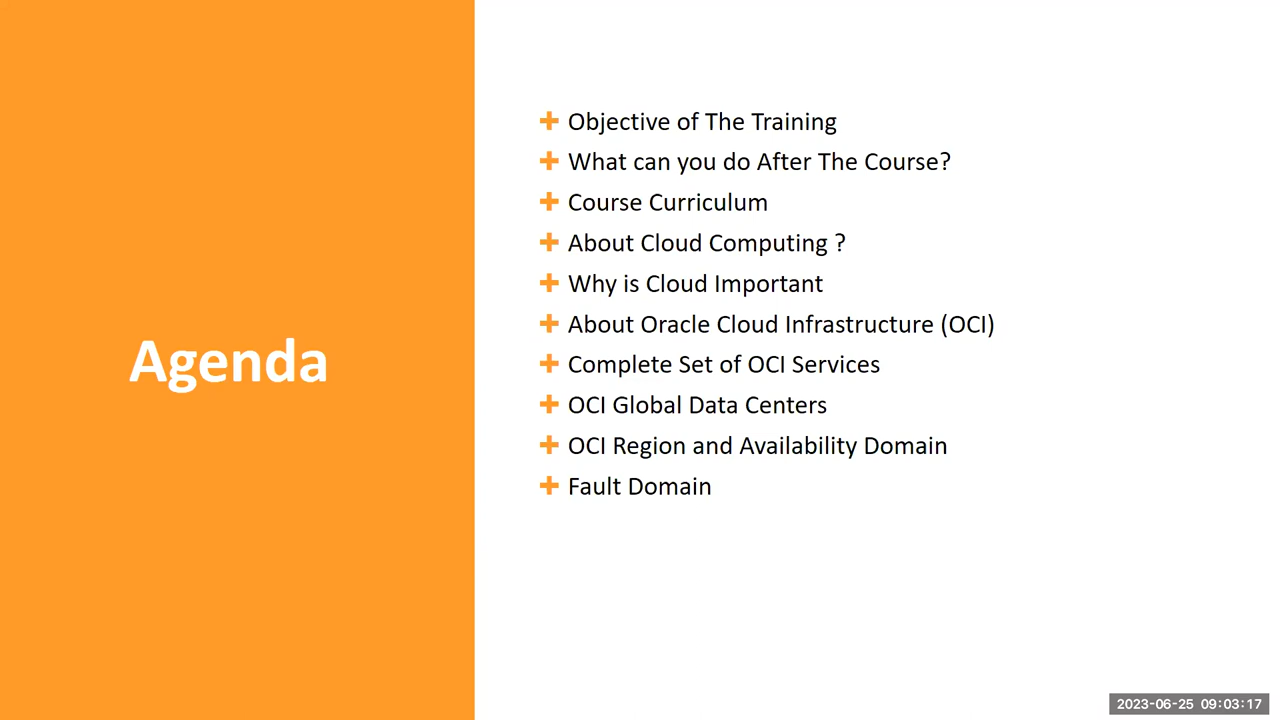 Agenda
Objective of The Training
What can you do After The Course?
Course Curriculum
About Cloud Computing ?
Why is Cloud Important
About Oracle Cloud Infrastructure (OCI)
Complete Set of OCI Services
OCI Global Data Centers
OCI Region and Availability Domain
Fault Domain
2023-06-25 09:03:17